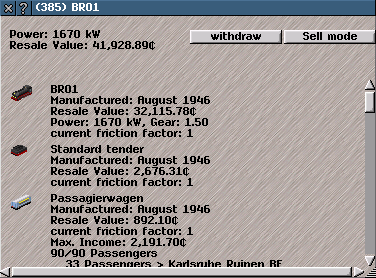 (385) BR01
Power: 1670 kW
Resale Value: 41,928.89¢
withdraw
Sell mode
BR01
Manufactured: August 1946
Resale Value: 32,115.78¢
Power: 1670 kW, Gear: 1.50
current friction factor: 1
Standard tender
Resale Value: 2,676.31¢
current friction factor: 1
Passagierwagen
Manufactured: August 1946
Resale Value: 892.10¢
current friction factor: 1
Max. Income: 2,191.70¢
90/90 Passengers
33 Passengers > Karlsruhe Ruinen BF